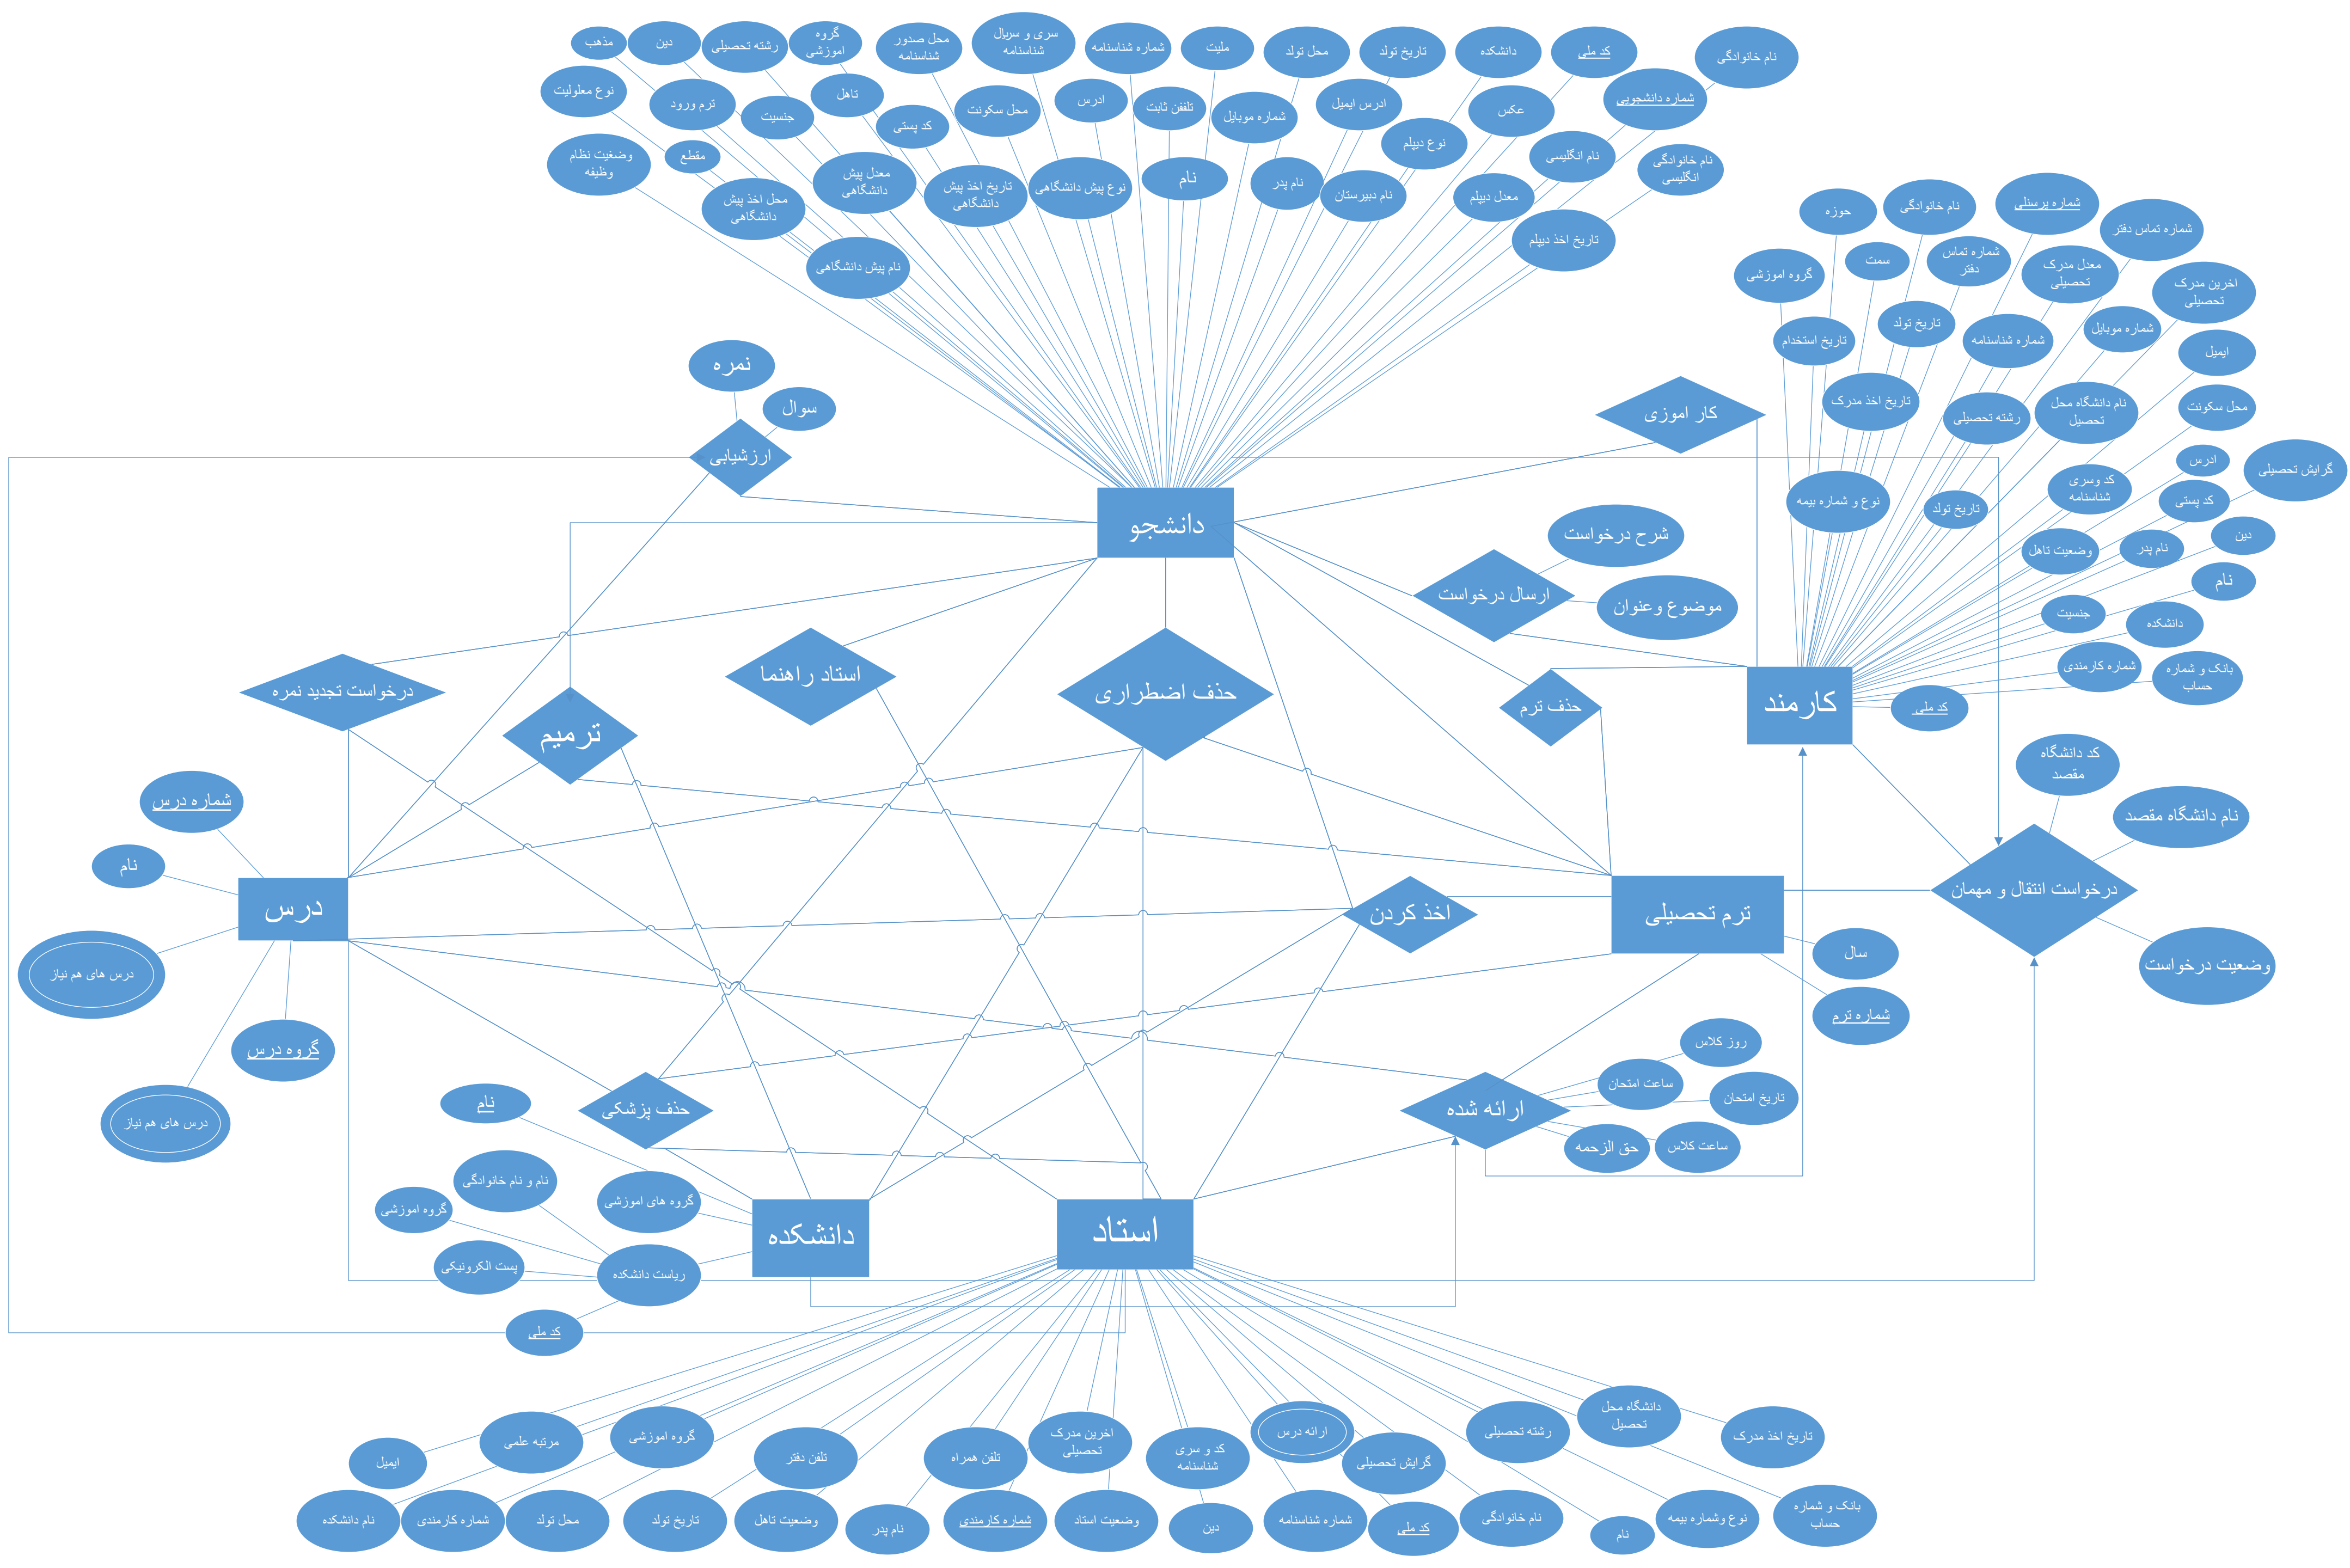 مذهب
دین
رشته تحصیلی
گروه
اموزشی
محل صدور
شناسنامه
سری و سریال
شناسنامه
شماره شناسنامه
ملیت
محل تولد
تاریخ تولد
دانشکده
کد ملی
نام خانوادگی
نوع معلولیت
ترم ورود
جنسیت
تاهل
کد پستی
محل سکونت
ادرس
تلفقن ثابت
شماره موبایل
ادرس ایمیل
نوع دیپلم
عکس
شماره دانشجویی
وضغیت نظام
وظیفه
مقطع
محل اخذ پیش
دانشگاهی
معدل پیش
دانشگاهی
تاریخ اخذ پیش
دانشگاهی
نوع پیش دانشگاهی
نام
نام پدر
نام دبیرستان
معدل دیپلم
نام انگلیسی
نام خانوادگی
انگلیسی
نام پیش دانشگاهی
تاریخ اخذ دیپلم
حوزه
نام خانوادگی
شماره پرسنلی
شماره تماس دفتر
گروه اموزشی
سمت
شماره تماس
دفتر
معدل مدرک
تحصیلی
اخرین مدرک
تحصیلی
تاریخ استخدام
تاریخ تولد
شماره شناسنامه
شماره موبایل
ایمیل
تاریخ اخذ مدرک
رشته تحصیلی
نام دانشگاه محل
تحصیل
محل سکونت
نوع و شماره بیمه
تاریخ تولد
کد وسری
شناسنامه
ادرس
گرایش تحصیلی
کد پستی
وضعیت تاهل
نام پدر
دین
نام
جنسیت
دانشکده
شماره کارمندی
بانک و شماره
حساب
کد ملی
نمره
سوال
ارزشیابی
کار اموزی
دانشجو
شرح درخواست
ارسال درخواست
موضوع وعنوان
درخواست تجدید نمره
ترمیم
استاد راهنما
حذف اضطراری
حذف ترم
کارمند
کد دانشگاه
مقصد
نام دانشگاه مقصد
درخواست انتقال و مهمان
وضعیت درخواست
شماره درس
نام
درس
درس های هم نیاز
گروه درس
درس های هم نیاز
اخذ کردن
ترم تحصیلی
سال
شماره ترم
روز کلاس
ساعت امتحان
تاریخ امتحان
ارائه شده
حق الزحمه
ساعت کلاس
حذف پزشکی
نام
نام و نام خانوادگی
گروه های اموزشی
گروه اموزشی
دانشکده
استاد
پست الکرونیکی
ریاست دانشکده
کد ملی
ایمیل
مرتبه علمی
گروه اموزشی
تلفن دفتر
تلفن همراه
اخرین مدرک
تحصیلی
کد و سری
شناسنامه
ارائه درس
گرایش تحصیلی
رشته تحصیلی
دانشگاه محل
تحصیل
تاریخ اخذ مدرک
نام دانشکده
شماره کارمندی
محل تولد
تاریخ تولد
وضعیت تاهل
نام پدر
شماره کارمندی
وضعیت استاد
دین
شماره شناسنامه
کد ملی
نام خانوادگی
نام
نوع وشماره بیمه
بانک و شماره
حساب